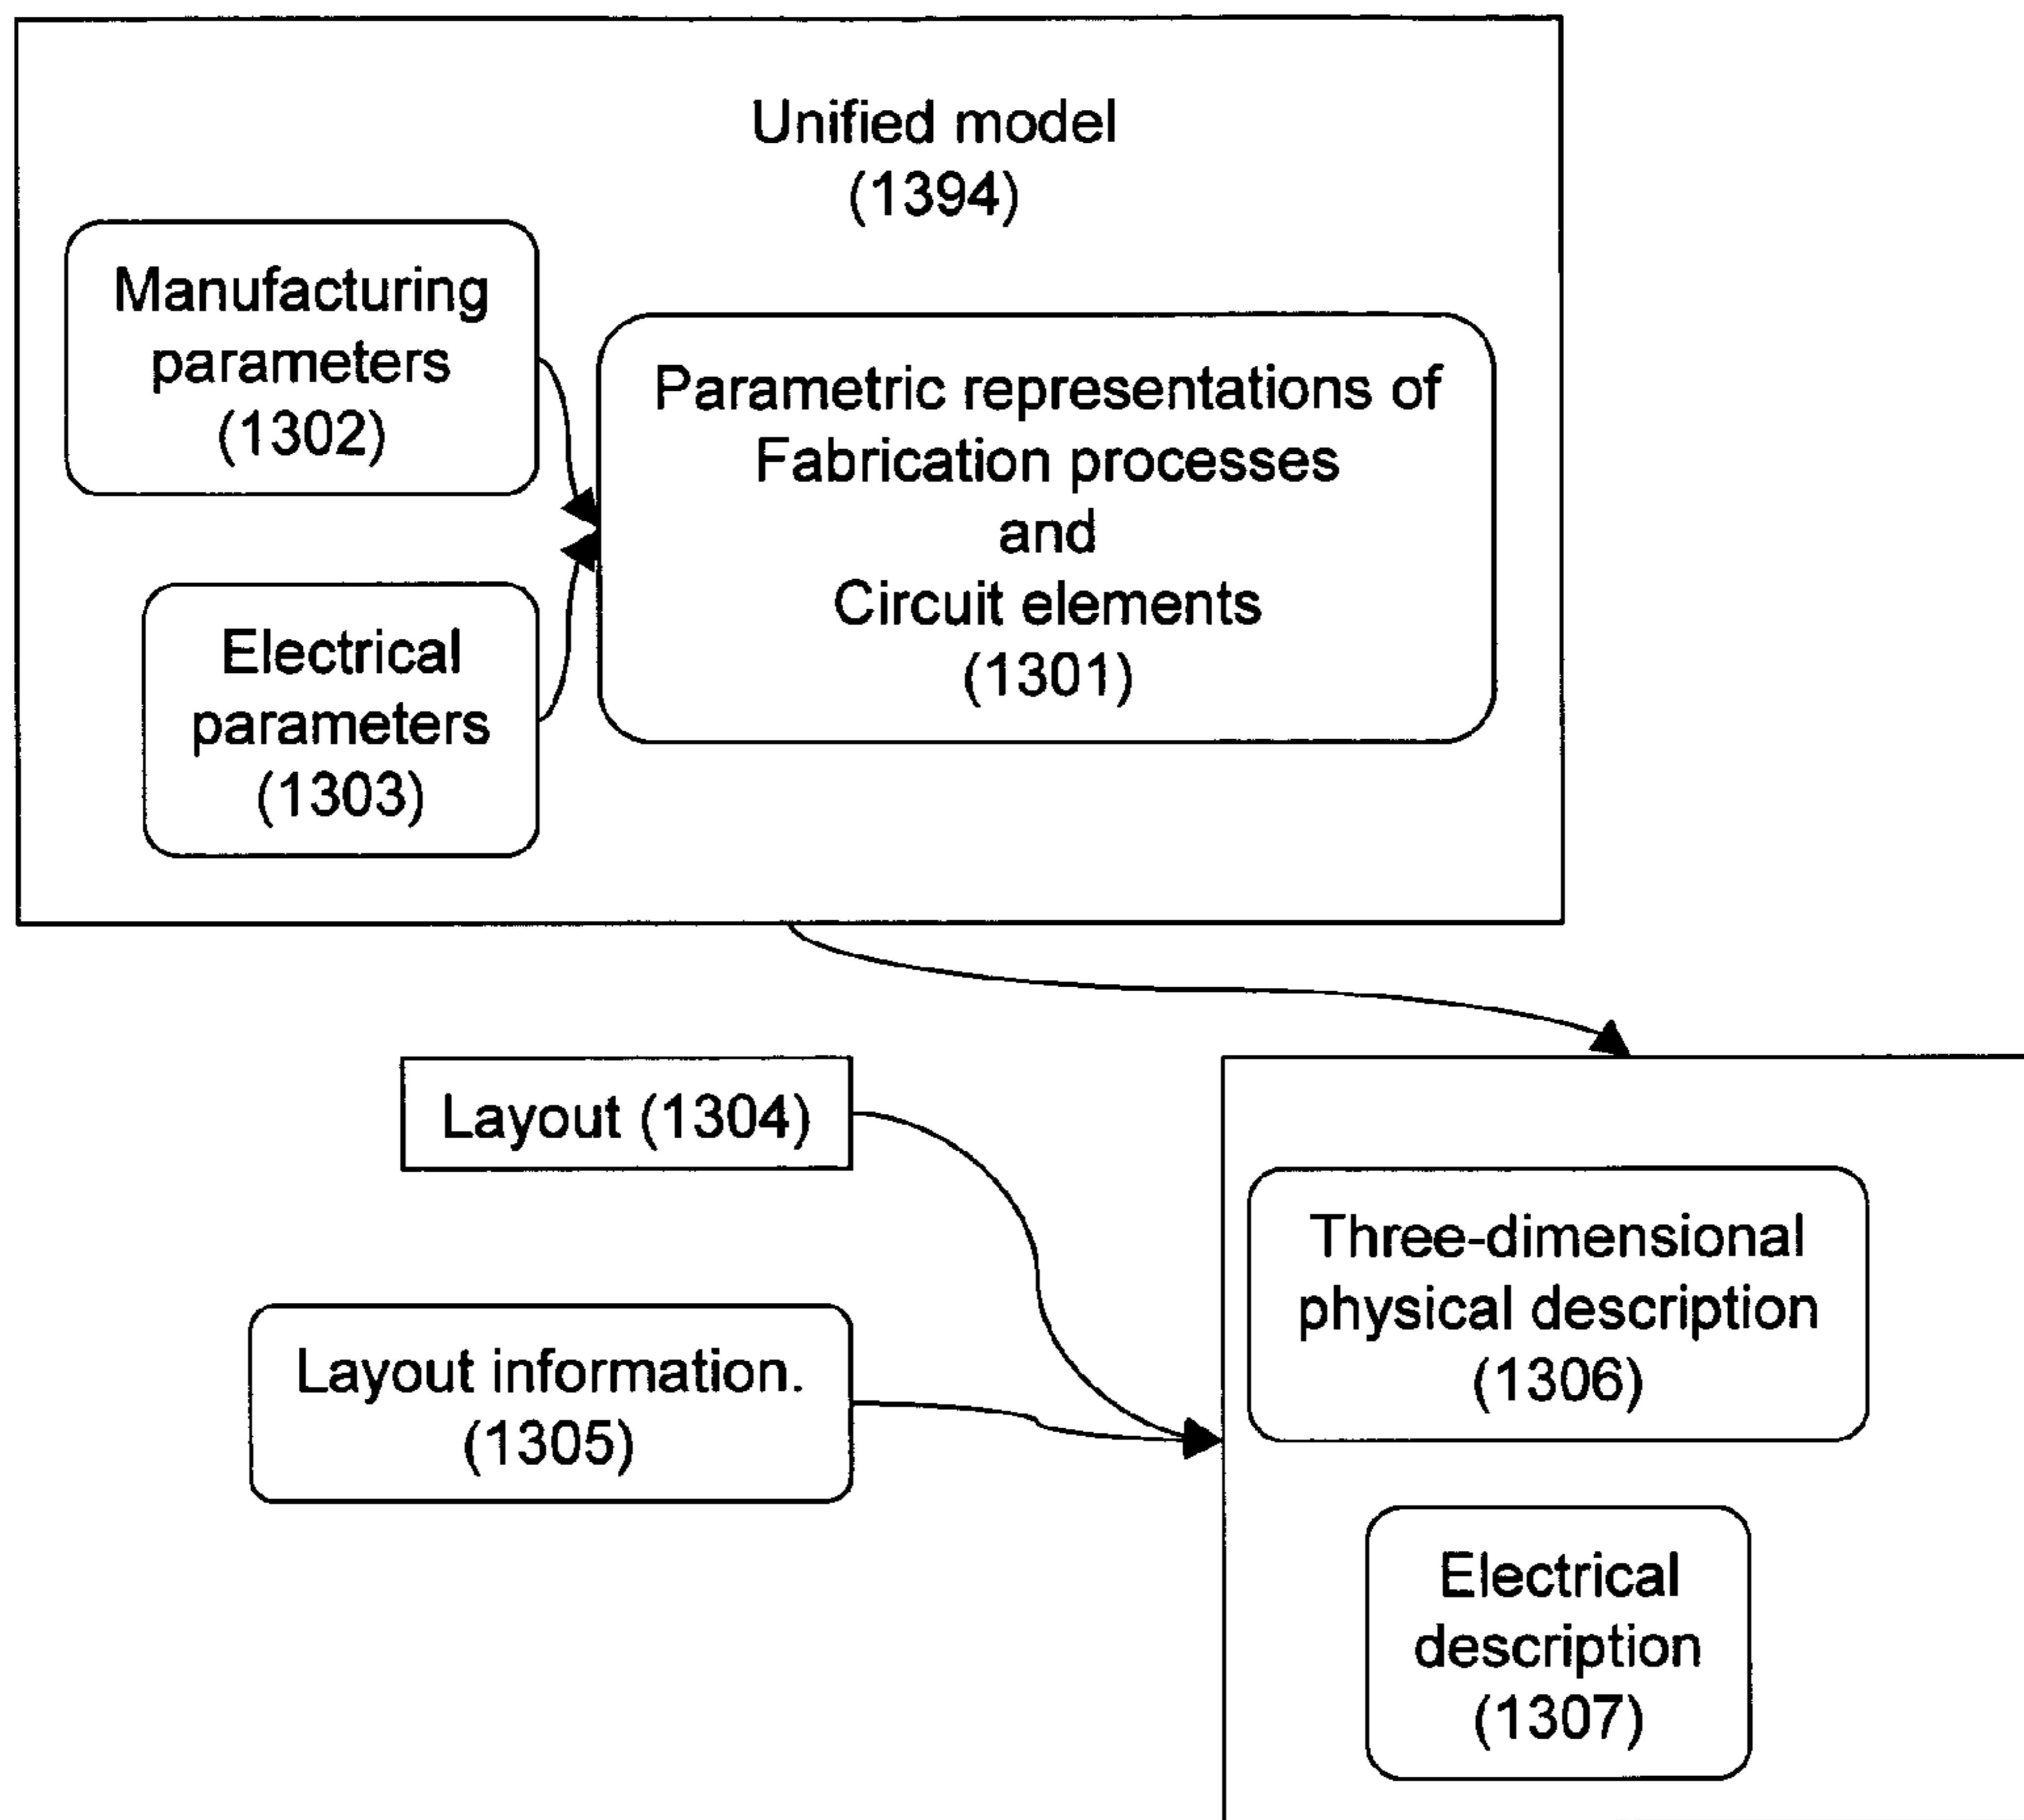 Unified model
(1394)
Manufacturing
parameters
(1302)
Parametric representations of
Fabrication processes
and
Circuit elements
(1301)
Electrical
parameters
(1303)
Layout (1304)
Layout information.
(1305)
Three-dimensional
physical description
(1306)
Electrical
description
(1307)